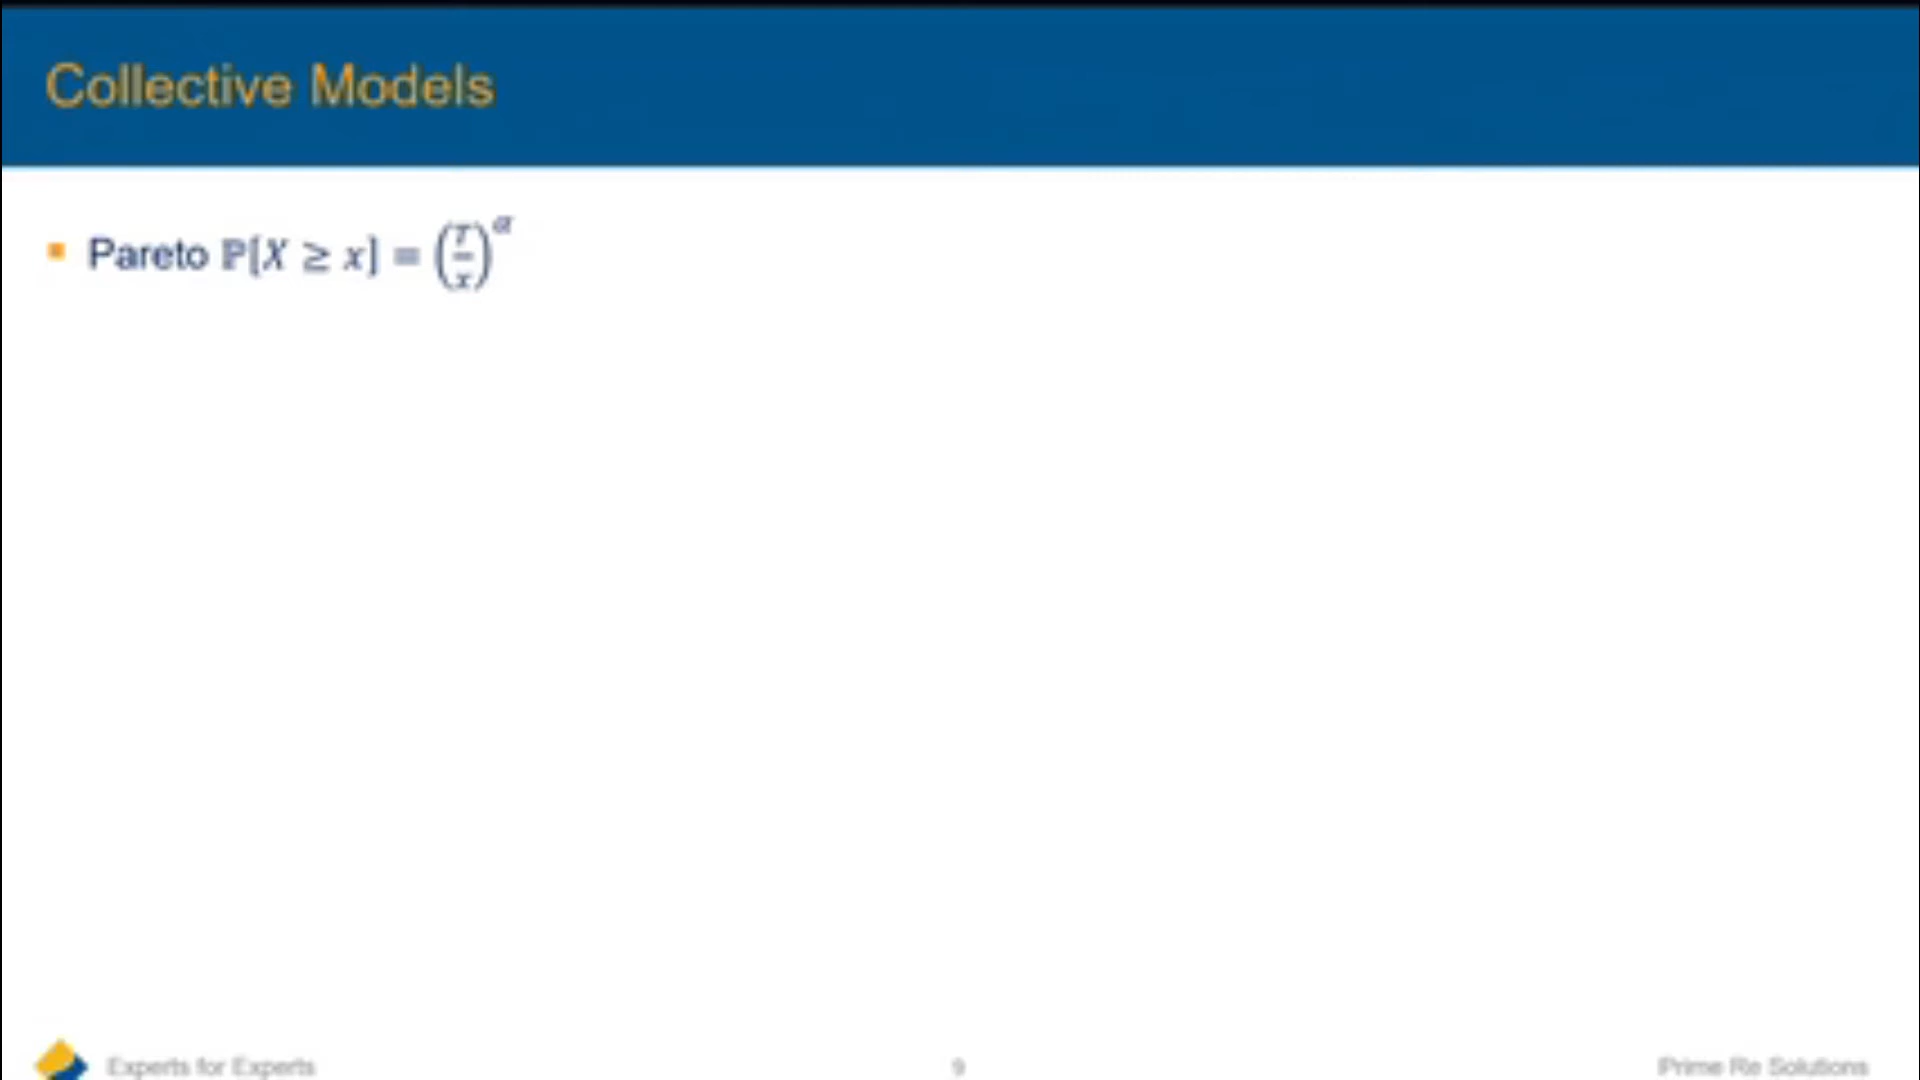 Collective Models
▪ Pareto ℙ[X ≥ x] = (T/x)^α
Experts for Experts
9
Prime Re Solutions